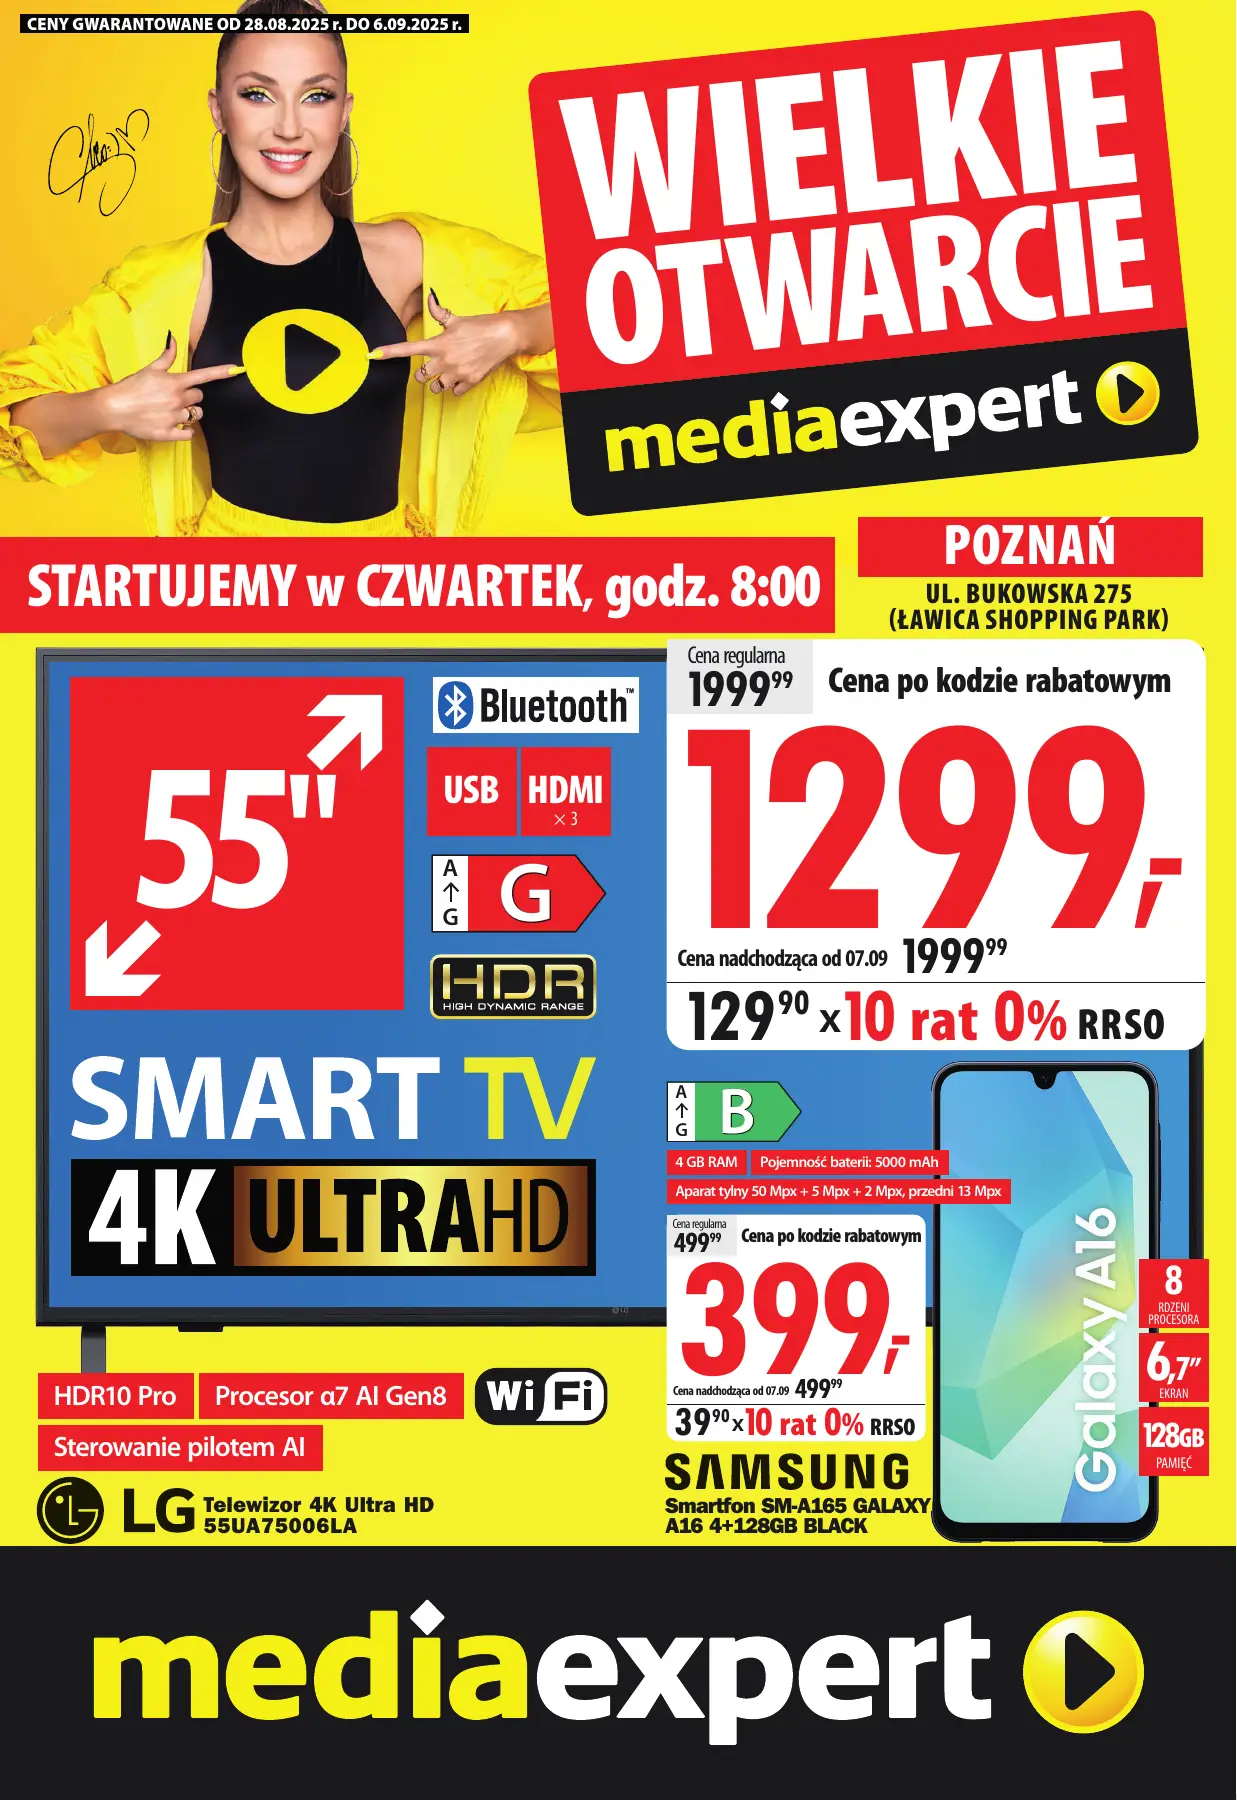 CENY GWARANTOWANE OD 28.08.2025 r. DO 6.09.2025 r.
WIELKIE
OTWARCIE
mediaexpert
STARTUJEMY w CZWARTEK, godz. 8:00
POZNAŃ
UL. BUKOWSKA 275
(ŁAWICA SHOPPING PARK)
55"
Bluetooth™
USB
HDMI
× 3
A
G
G
HDR
HIGH DYNAMIC RANGE
SMART TV
4K ULTRAHD
Cena regularna
1999 99
Cena po kodzie rabatowym
1299,-
Cena nadchodząca od 07.09 1999 99
129 90 x 10 rat 0% RRSO
A
G
B
4 GB RAM
Pojemność baterii: 5000 mAh
Aparat tylny 50 Mpx + 5 Mpx + 2 Mpx, przedni 13 Mpx
Cena regularna
499 99
Cena po kodzie rabatowym
399,-
Cena nadchodząca od 07.09 499 99
39 90 x 10 rat 0% RRSO
Galaxy A16
8
RDZENI
PROCESORA
6,7”
EKRAN
128GB
PAMIĘĆ
LG
HDR10 Pro
Procesor α7 AI Gen8
Wi Fi
Sterowanie pilotem AI
LG
Telewizor 4K Ultra HD
55UA75006LA
SAMSUNG
Smartfon SM-A165 GALAXY
A16 4+128GB BLACK
mediaexpert